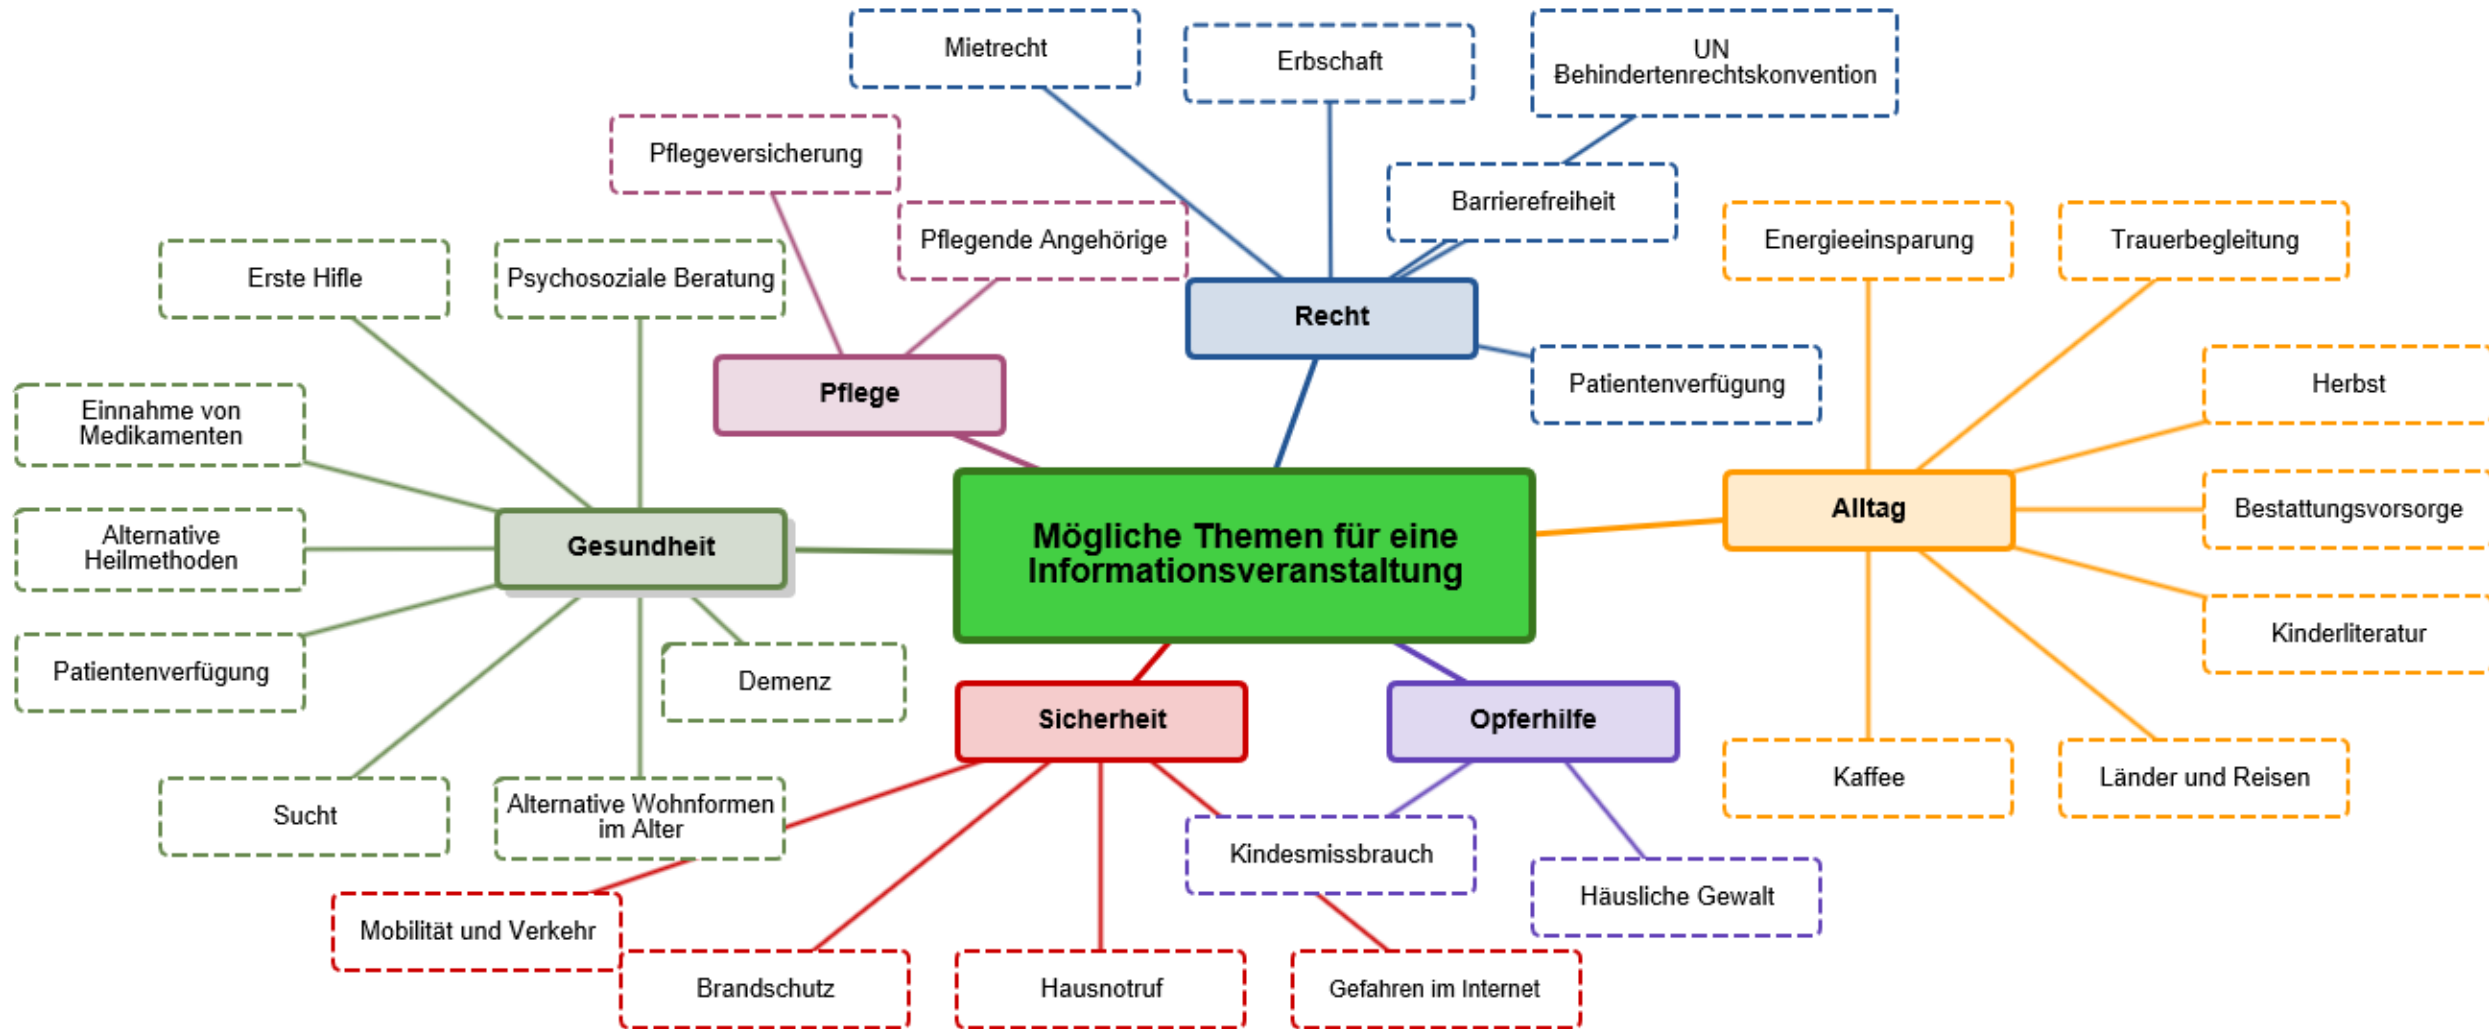 Mietrecht
Erbschaft
UN
Behindertenrechtskonvention
Pflegeversicherung
Barrierefreiheit
Pflegende Angehörige
Energieeinsparung
Trauerbegleitung
Erste Hifle
Psychosoziale Beratung
Recht
Pflege
Patientenverfügung
Herbst
Einnahme von
Medikamenten
Mögliche Themen für eine
Informationsveranstaltung
Alltag
Bestattungsvorsorge
Alternative
Heilmethoden
Gesundheit
Kinderliteratur
Patientenverfügung
Demenz
Sicherheit
Opferhilfe
Kaffee
Länder und Reisen
Sucht
Alternative Wohnformen
im Alter
Kindesmissbrauch
Häusliche Gewalt
Mobilität und Verkehr
Brandschutz
Hausnotruf
Gefahren im Internet